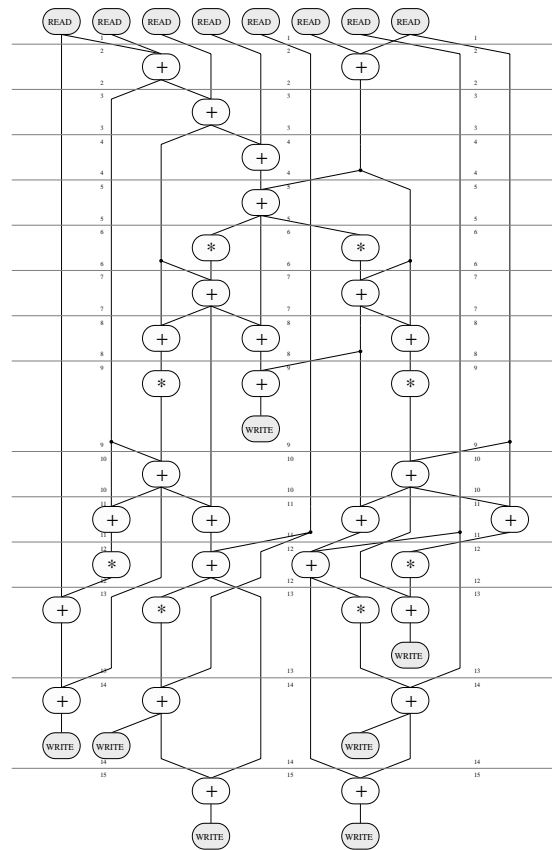 READ READ READ READ READ READ READ READ
1 1 1
2 2 2
+ +
2 2 2
3 3 3
+
3 3 3
4 4 4
+
4 4 4
5 5 5
+
5 5 5
6 6 6
* *
6 6 6
7 7 7
+ +
7 7 7
8 8 8
+ + +
8 8 8
9 9 9
* + *
WRITE
9 9 9
10 10 10
+ +
10 10 10
11 11 11
+ + + +
11 11 11
12 12 12
* + + *
12 12 12
13 13 13
+ * * +
WRITE
13 13 13
14 14 14
+ + +
WRITE WRITE WRITE
14 14 14
15 15 15
+ +
WRITE WRITE